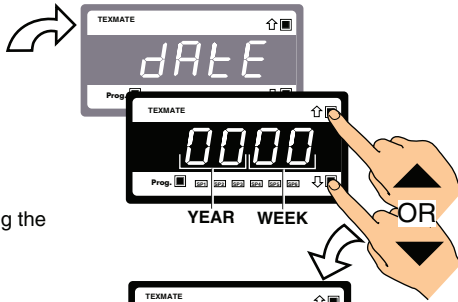 TEXMATE
dAtE
Prog.
TEXMATE
0000
Prog. SP1 SP2 SP3 SP4 SP5 SP6
YEAR WEEK
g the
OR
TEXMATE